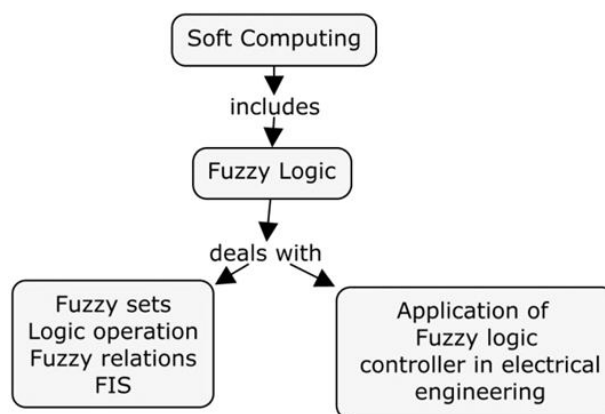 Soft Computing
includes
Fuzzy Logic
deals with
Fuzzy sets
Logic operation
Fuzzy relations
FIS
Application of
Fuzzy logic
controller in electrical
engineering